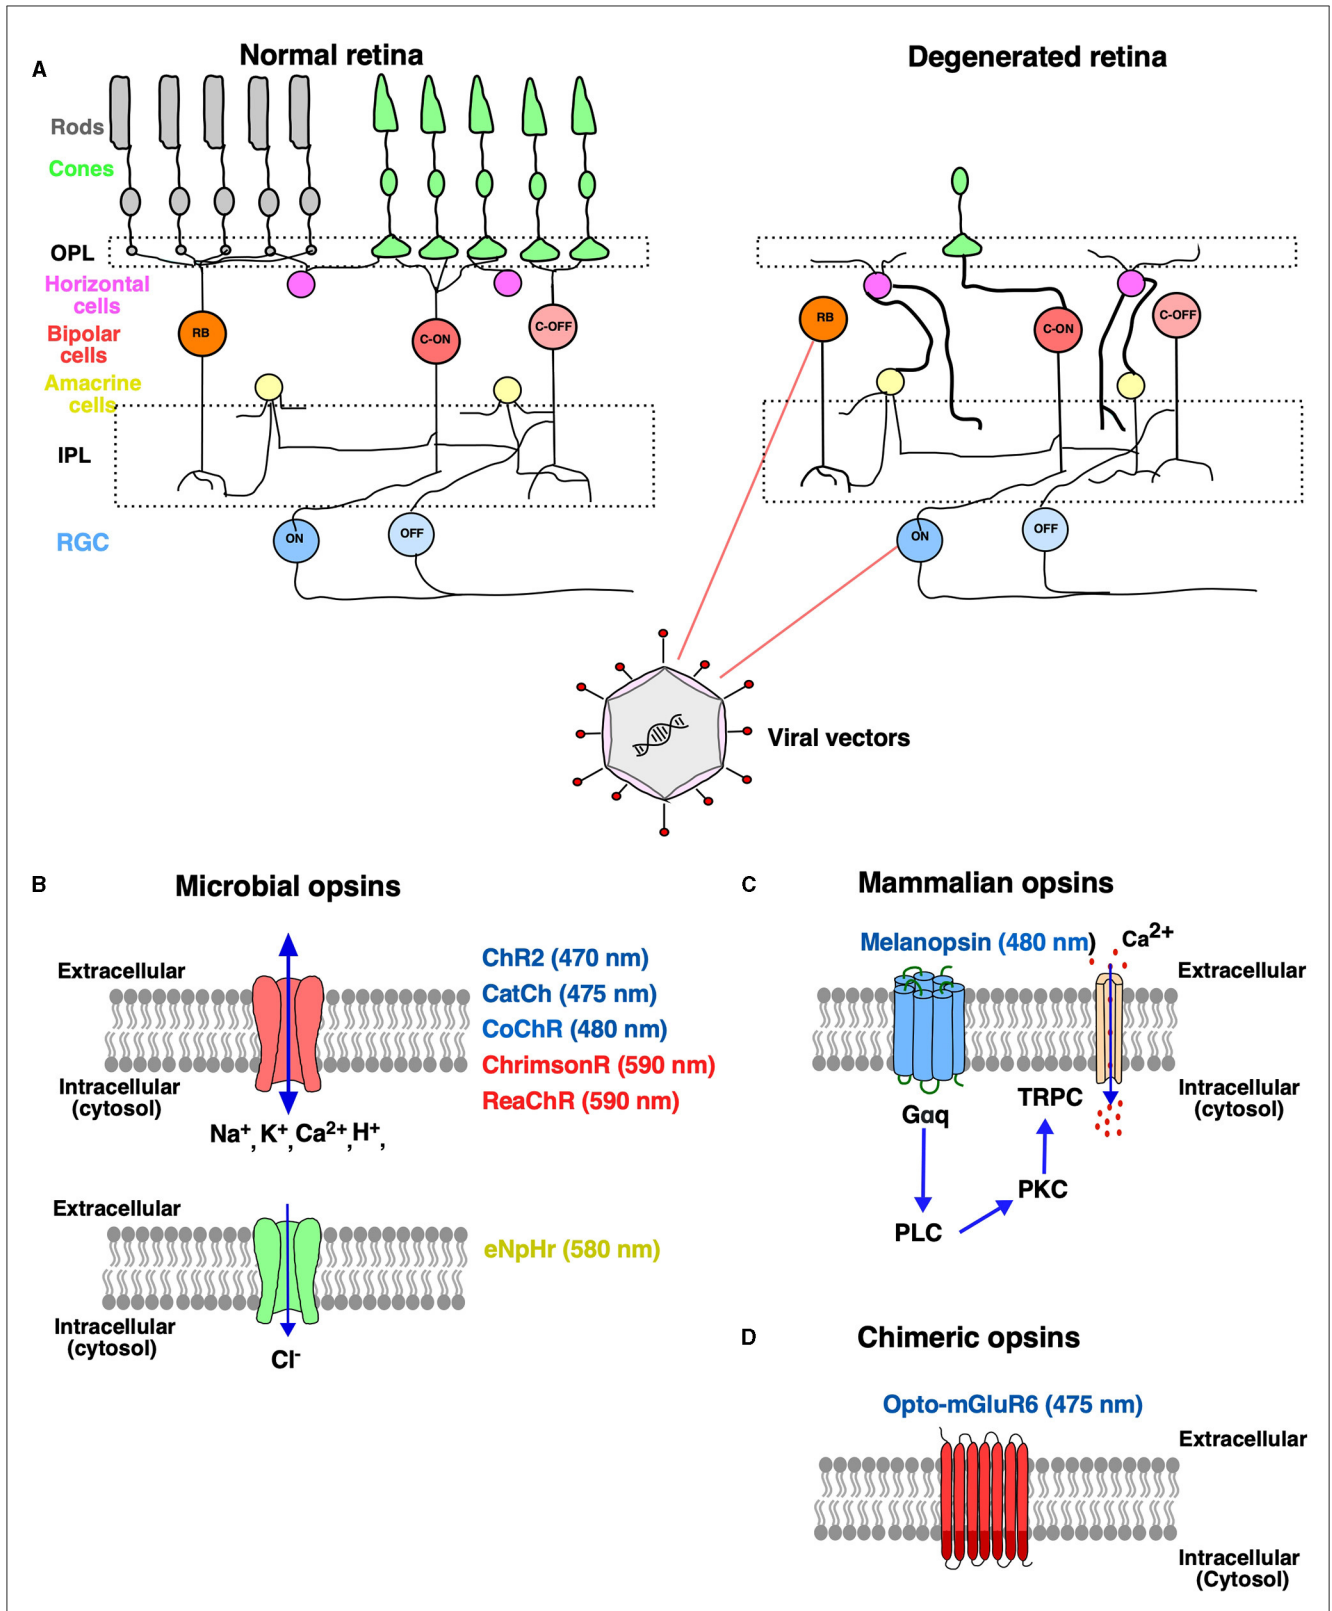 A
Normal retina
Degenerated retina
Rods
Cones
OPL
Horizontal
cells
Bipolar
cells
Amacrine
cells
IPL
RGC
RB
C-ON
C-OFF
ON
OFF
RB
C-ON
C-OFF
ON
OFF
Viral vectors
B
Microbial opsins
Extracellular
Intracellular
(cytosol)
Na+, K+, Ca2+, H+,
ChR2 (470 nm)
CatCh (475 nm)
CoChR (480 nm)
ChrimsonR (590 nm)
ReaChR (590 nm)
Extracellular
Intracellular
(cytosol)
Cl-
eNpHr (580 nm)
C
Mammalian opsins
Melanopsin (480 nm)
Ca2+
Extracellular
Intracellular
(cytosol)
Gαq
TRPC
PKC
PLC
D
Chimeric opsins
Opto-mGluR6 (475 nm)
Extracellular
Intracellular
(Cytosol)